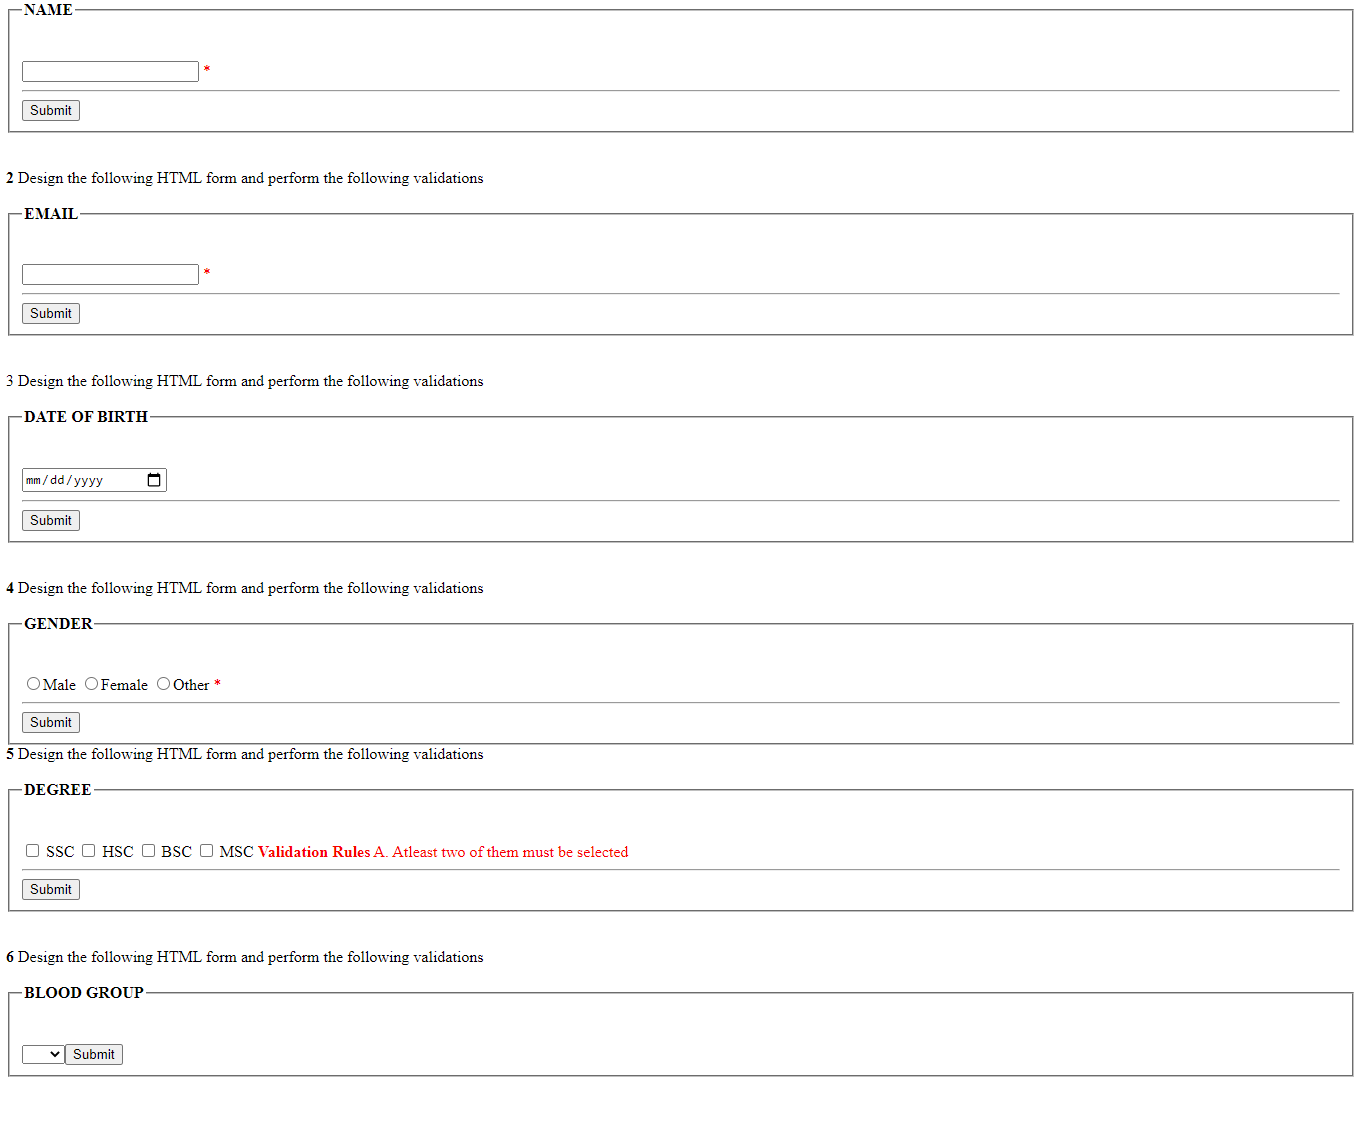 NAME
*
Submit
2 Design the following HTML form and perform the following validations
EMAIL
*
Submit
3 Design the following HTML form and perform the following validations
DATE OF BIRTH
mm/dd/yyyy
Submit
4 Design the following HTML form and perform the following validations
GENDER
Male Female Other *
Submit
5 Design the following HTML form and perform the following validations
DEGREE
SSC HSC BSC MSC Validation Rules A. Atleast two of them must be selected
Submit
6 Design the following HTML form and perform the following validations
BLOOD GROUP
Submit